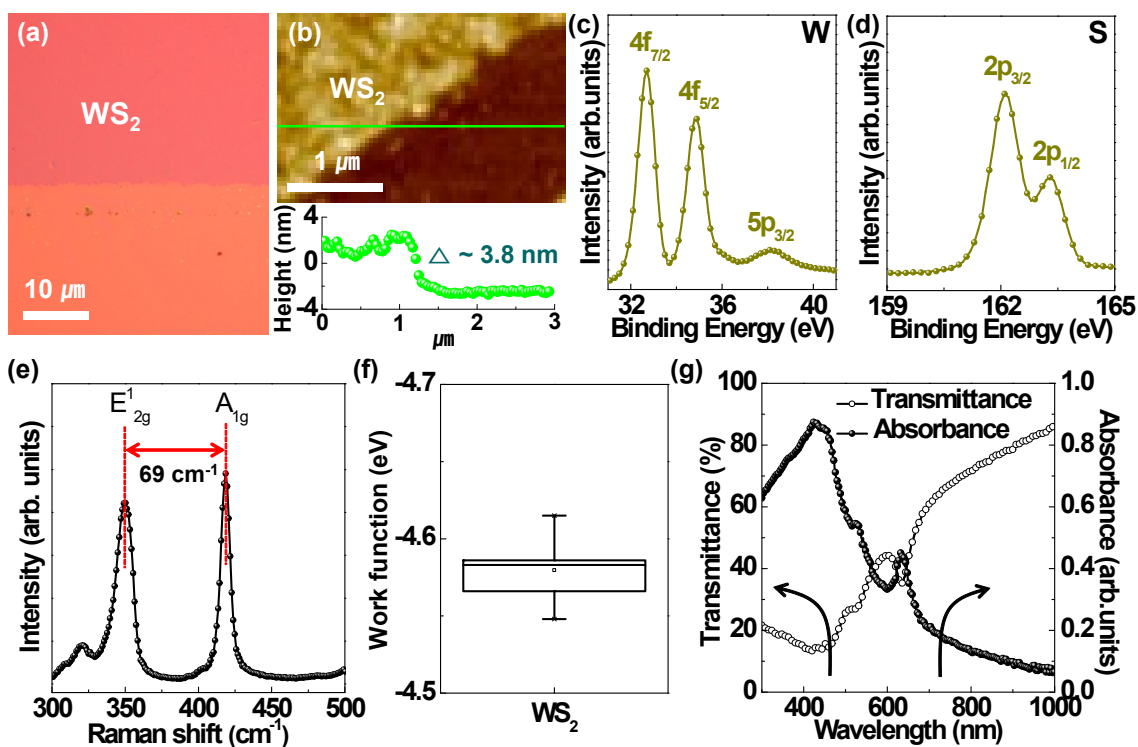 (a)
WS₂
10 µm
(b)
WS₂
1 µm
4
0
-4
Height (nm)
△ ~ 3.8 nm
0
1
2
3
µm
(c)
W
4f7/2
4f5/2
5p3/2
Intensity (arb.units)
33
36
39
Binding Energy (eV)
(d)
S
2p3/2
2p1/2
Intensity (arb.units)
159
162
165
Binding Energy (eV)
(e)
E¹2g
A1g
69 cm-1
Intensity (arb. units)
300
350
400
450
500
Raman shift (cm-1)
(f)
-4.7
-4.6
-4.5
Work function (eV)
WS₂
(g)
100
80
60
40
20
0
Transmittance (%)
Transmittance
Absorbance
1.0
0.8
0.6
0.4
0.2
0.0
Absorbance (arb.units)
400
600
800
1000
Wavelength (nm)